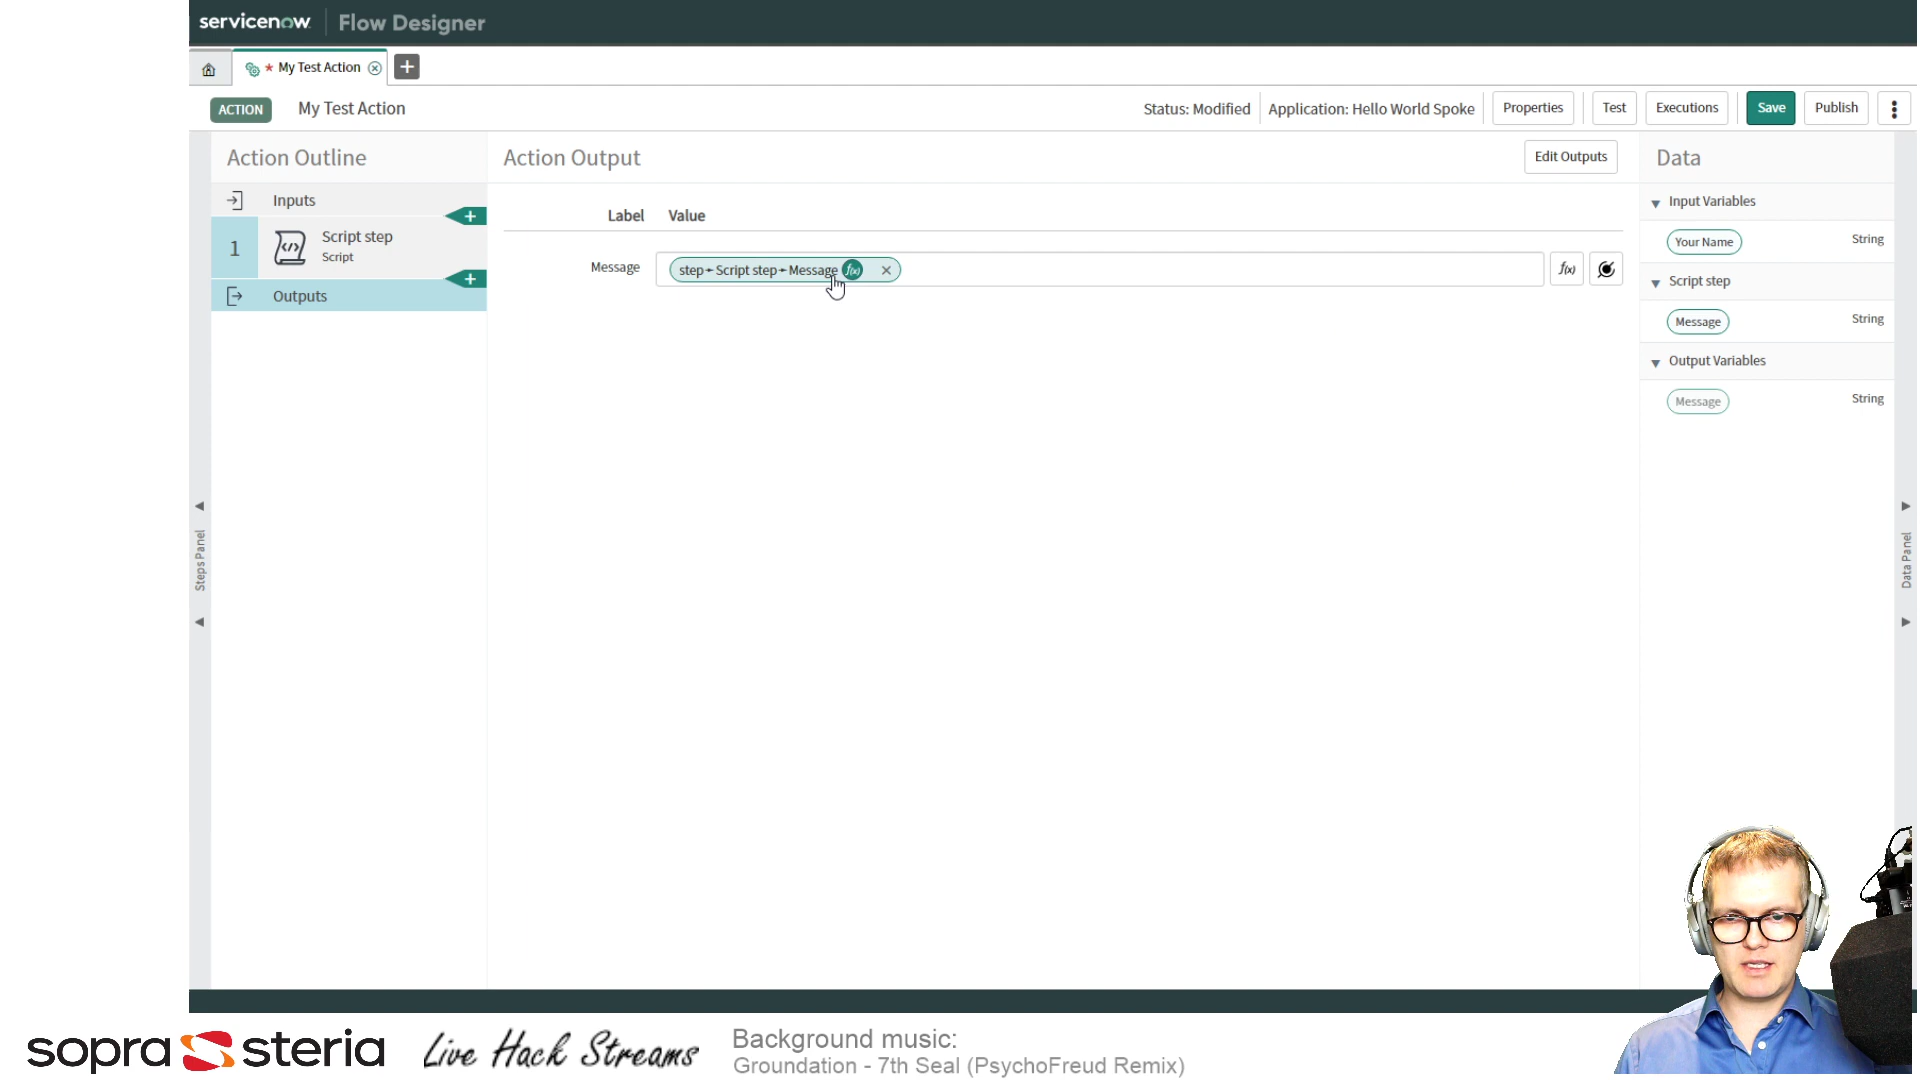 servicenow Flow Designer
* My Test Action
ACTION My Test Action Status: Modified Application: Hello World Spoke Properties Test Executions Save Publish
Action Outline
Inputs
1 Script step
Script
Outputs
Action Output Edit Outputs
Label Value
Message step Script step Message f(x) f(x)
Data
Input Variables
Your Name String
Script step
Message String
Output Variables
Message String
Steps Panel
Data Panel
sopra steria Live Hack Streams
Background music:
Groundation - 7th Seal (PsychoFreud Remix)